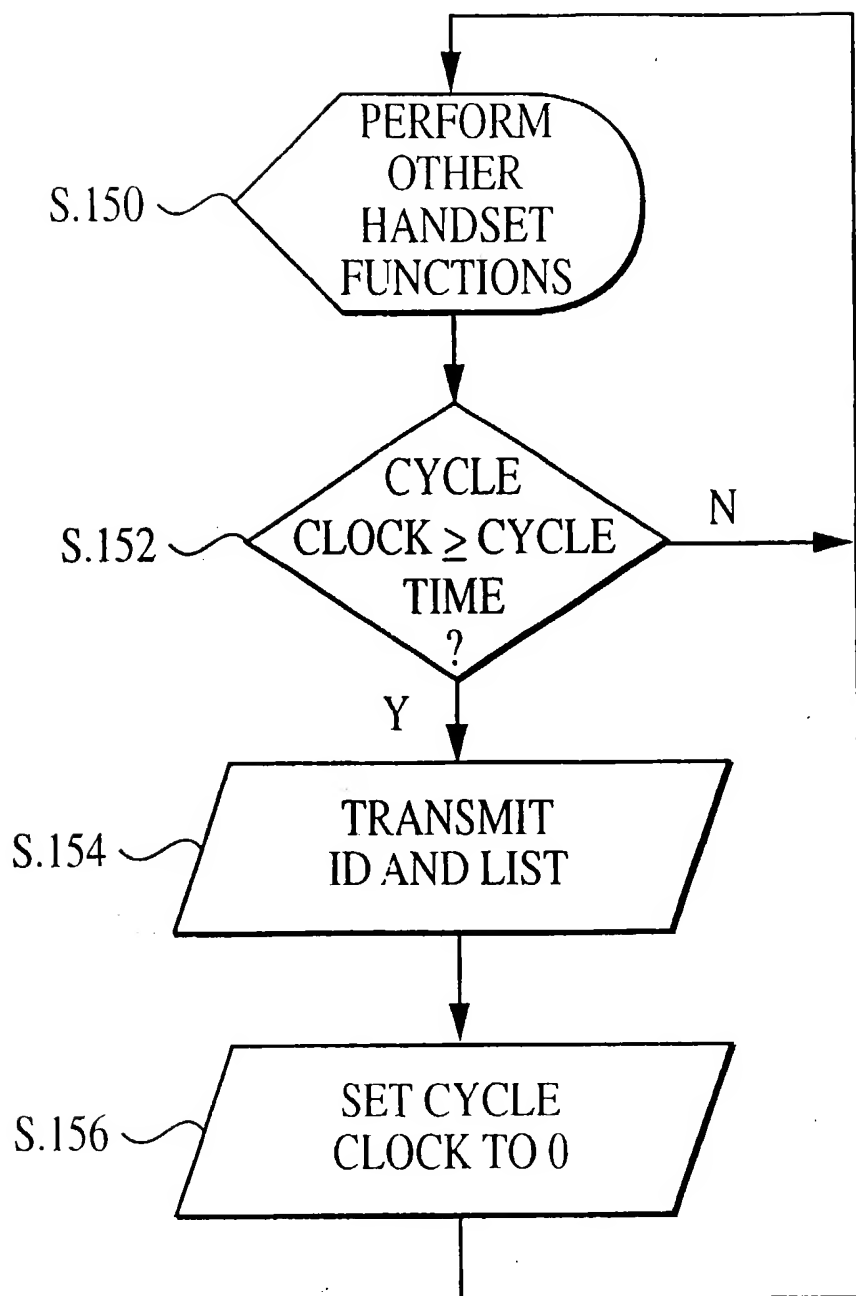 PERFORM
OTHER
HANDSET
FUNCTIONS
S.150
CYCLE
CLOCK ≥ CYCLE
TIME
?
S.152
N
Y
TRANSMIT
ID AND LIST
S.154
SET CYCLE
CLOCK TO 0
S.156